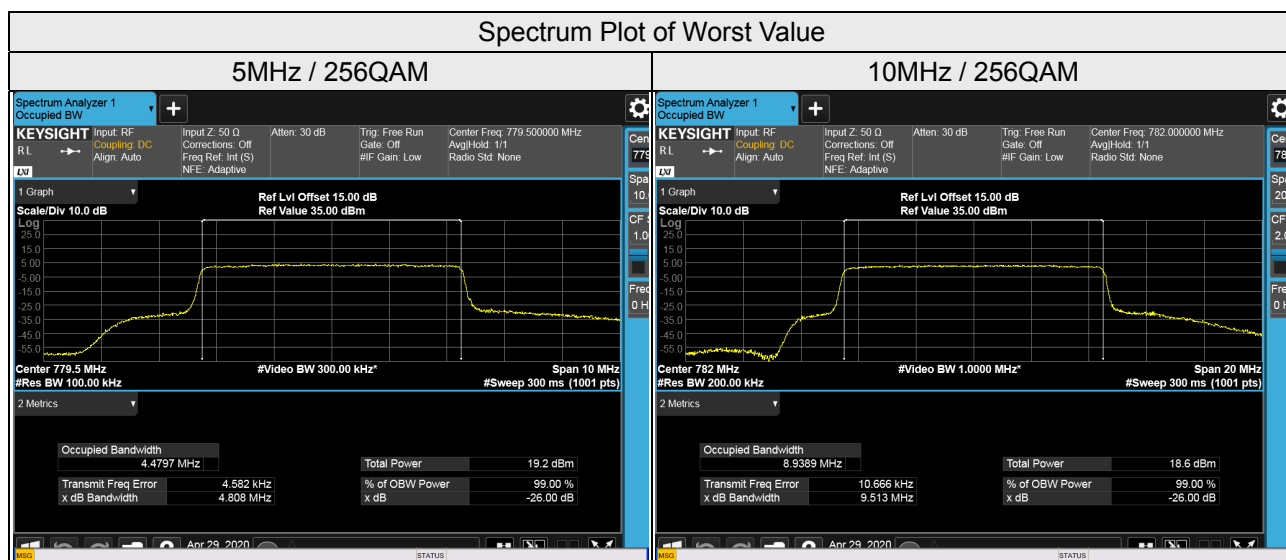 Spectrum Plot of Worst Value
5MHz / 256QAM
10MHz / 256QAM
Spectrum Analyzer 1
Occupied BW
+
KEYSIGHT
RL
LXI
Input: RF
Coupling: DC
Align: Auto
Input Z: 50 Ω
Corrections: Off
Freq Ref: Int (S)
NFE: Adaptive
Atten: 30 dB
Trig: Free Run
Gate: Off
#IF Gain: Low
Center Freq: 779.500000 MHz
Avg|Hold: 1/1
Radio Std: None
1 Graph
Scale/Div 10.0 dB
Ref Lvl Offset 15.00 dB
Ref Value 35.00 dBm
Log
25.0
15.0
5.00
-5.00
-15.0
-25.0
-35.0
-45.0
-55.0
Center 779.5 MHz
#Video BW 300.00 kHz*
Span 10 MHz
#Res BW 100.00 kHz
#Sweep 300 ms (1001 pts)
2 Metrics
Occupied Bandwidth
4.4797 MHz
Total Power 19.2 dBm
Transmit Freq Error 4.582 kHz
% of OBW Power 99.00 %
x dB Bandwidth 4.808 MHz
x dB -26.00 dB
Apr 29, 2020
MSG
STATUS
Spectrum Analyzer 1
Occupied BW
+
KEYSIGHT
RL
LXI
Input: RF
Coupling: DC
Align: Auto
Input Z: 50 Ω
Corrections: Off
Freq Ref: Int (S)
NFE: Adaptive
Atten: 30 dB
Trig: Free Run
Gate: Off
#IF Gain: Low
Center Freq: 782.000000 MHz
Avg|Hold: 1/1
Radio Std: None
1 Graph
Scale/Div 10.0 dB
Ref Lvl Offset 15.00 dB
Ref Value 35.00 dBm
Log
25.0
15.0
5.00
-5.00
-15.0
-25.0
-35.0
-45.0
-55.0
Center 782 MHz
#Video BW 1.0000 MHz*
Span 20 MHz
#Res BW 200.00 kHz
#Sweep 300 ms (1001 pts)
2 Metrics
Occupied Bandwidth
8.9389 MHz
Total Power 18.6 dBm
Transmit Freq Error 10.666 kHz
% of OBW Power 99.00 %
x dB Bandwidth 9.513 MHz
x dB -26.00 dB
Apr 29, 2020
MSG
STATUS